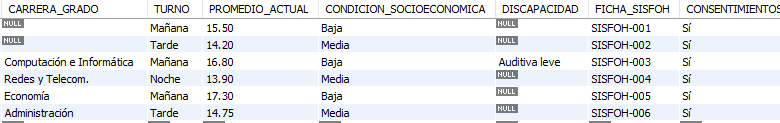 CARRERA_GRADO TURNO PROMEDIO_ACTUAL CONDICION_SOCIOECONOMICA DISCAPACIDAD FICHA_SISFOH CONSENTIMIENTOS
NULL Mañana 15.50 Baja NULL SISFOH-001 Sí
NULL Tarde 14.20 Media NULL SISFOH-002 Sí
Computación e Informática Mañana 16.80 Baja Auditiva leve SISFOH-003 Sí
Redes y Telecom. Noche 13.90 Media NULL SISFOH-004 Sí
Economía Mañana 17.30 Baja NULL SISFOH-005 Sí
Administración Tarde 14.75 Media NULL SISFOH-006 Sí